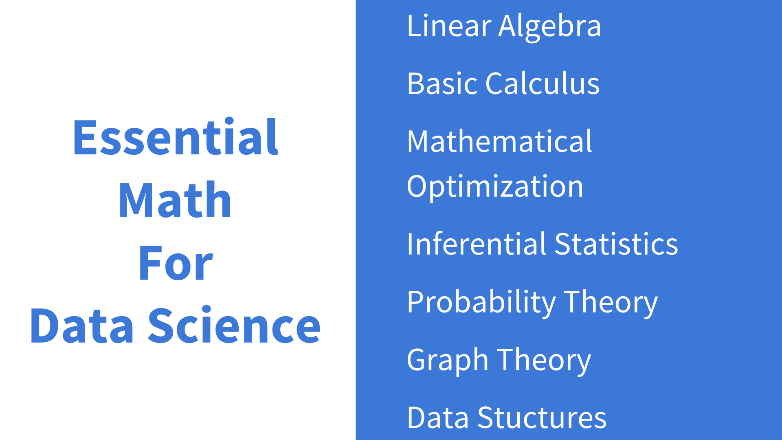 Essential
Math
For
Data Science
Linear Algebra
Basic Calculus
Mathematical
Optimization
Inferential Statistics
Probability Theory
Graph Theory
Data Stuctures